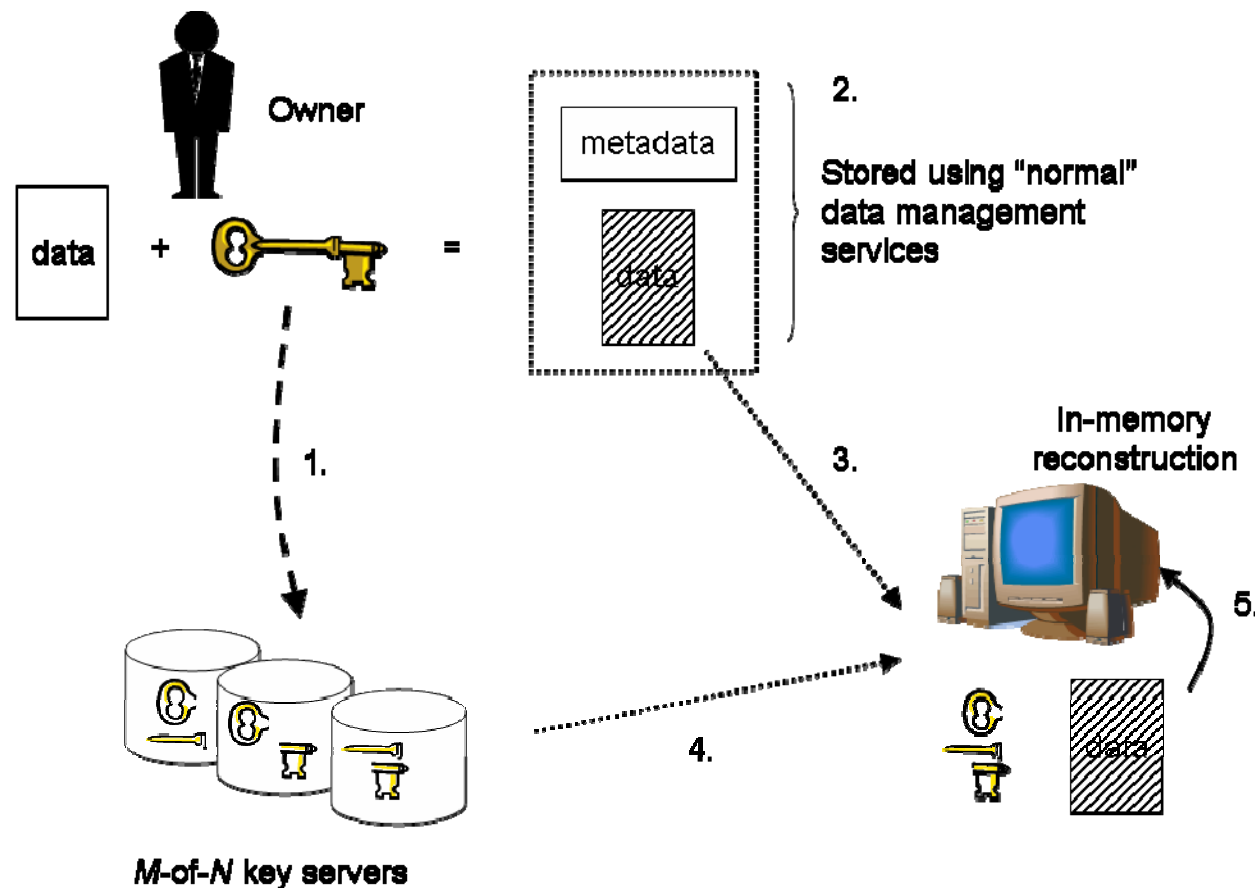 Owner
data
+
=
metadata
data
2.
Stored using “normal”
data management
services
1.
3.
In-memory
reconstruction
4.
5.
data
M-of-N key servers